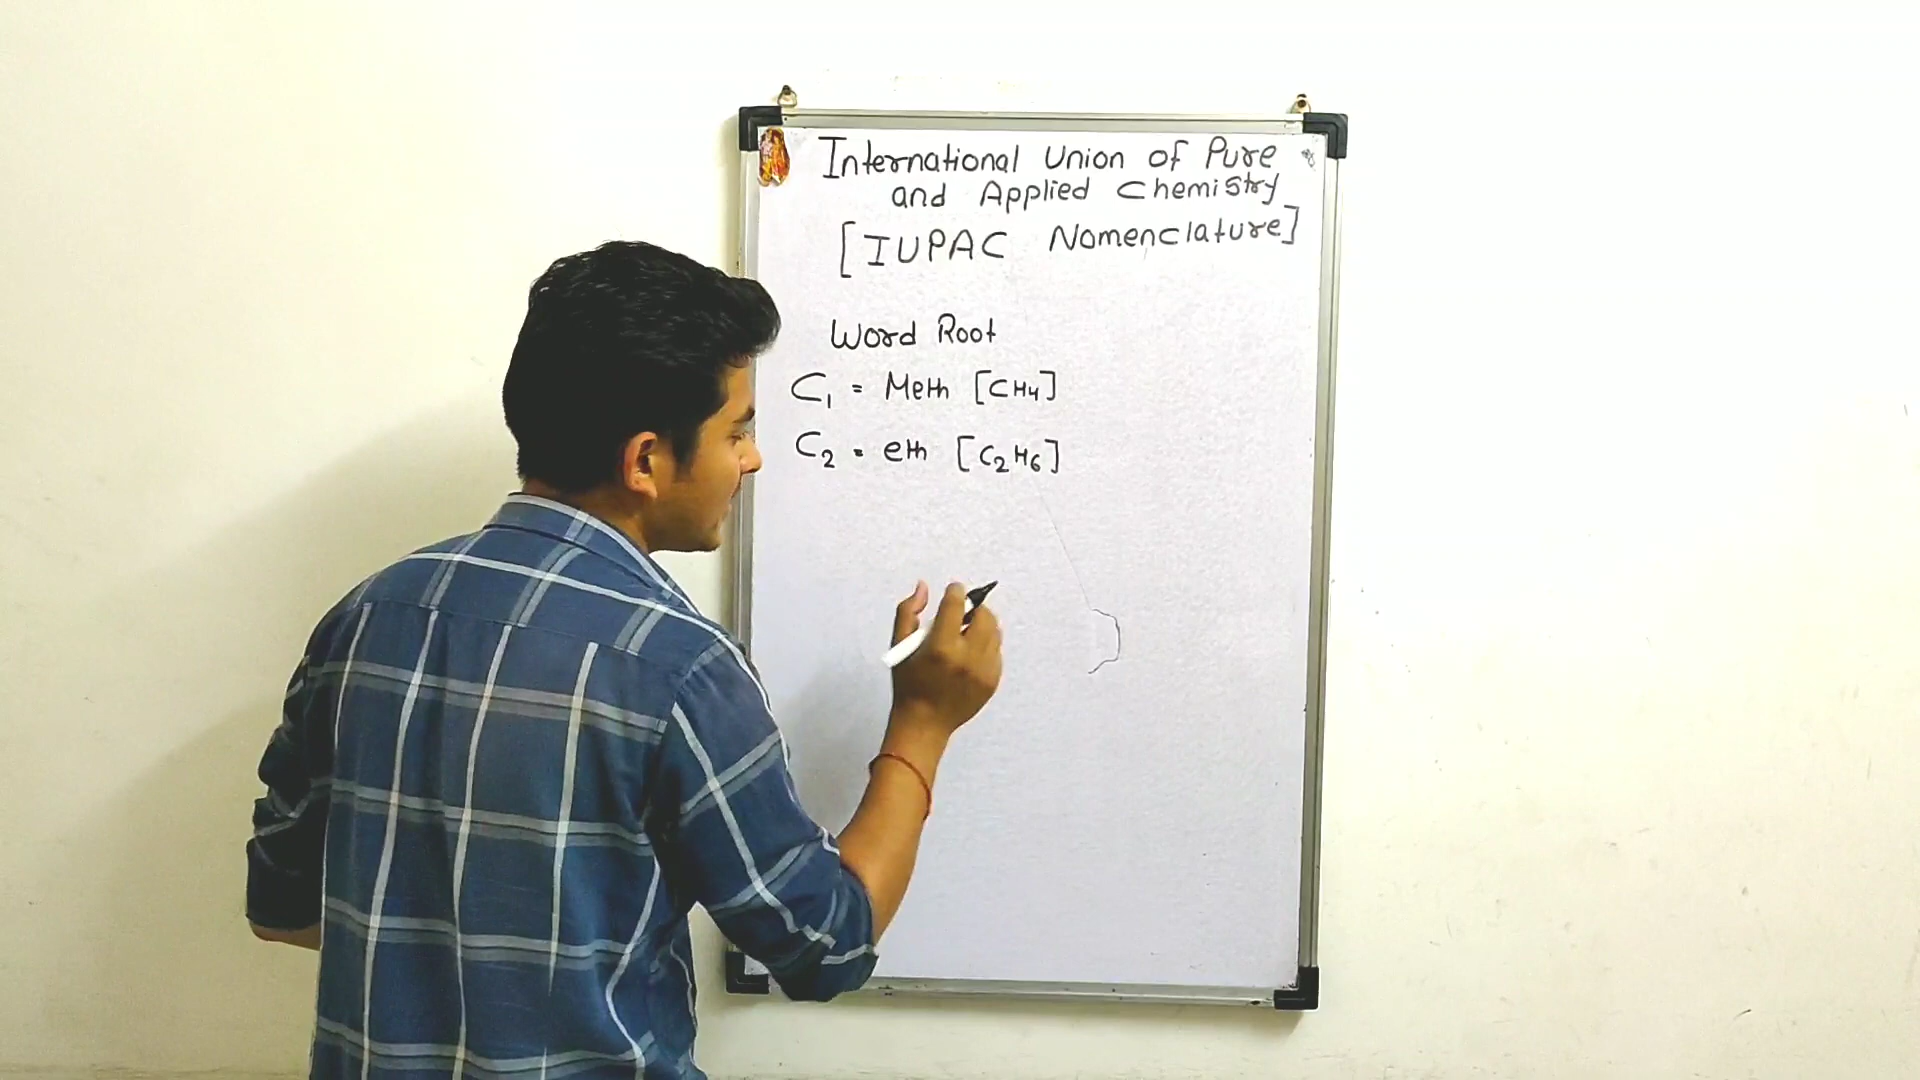 International Union of Pure
and Applied Chemistry
[IUPAC Nomenclature]
Word Root
C₁ = Meth [CH₄]
C₂ = eth [C₂H₆]